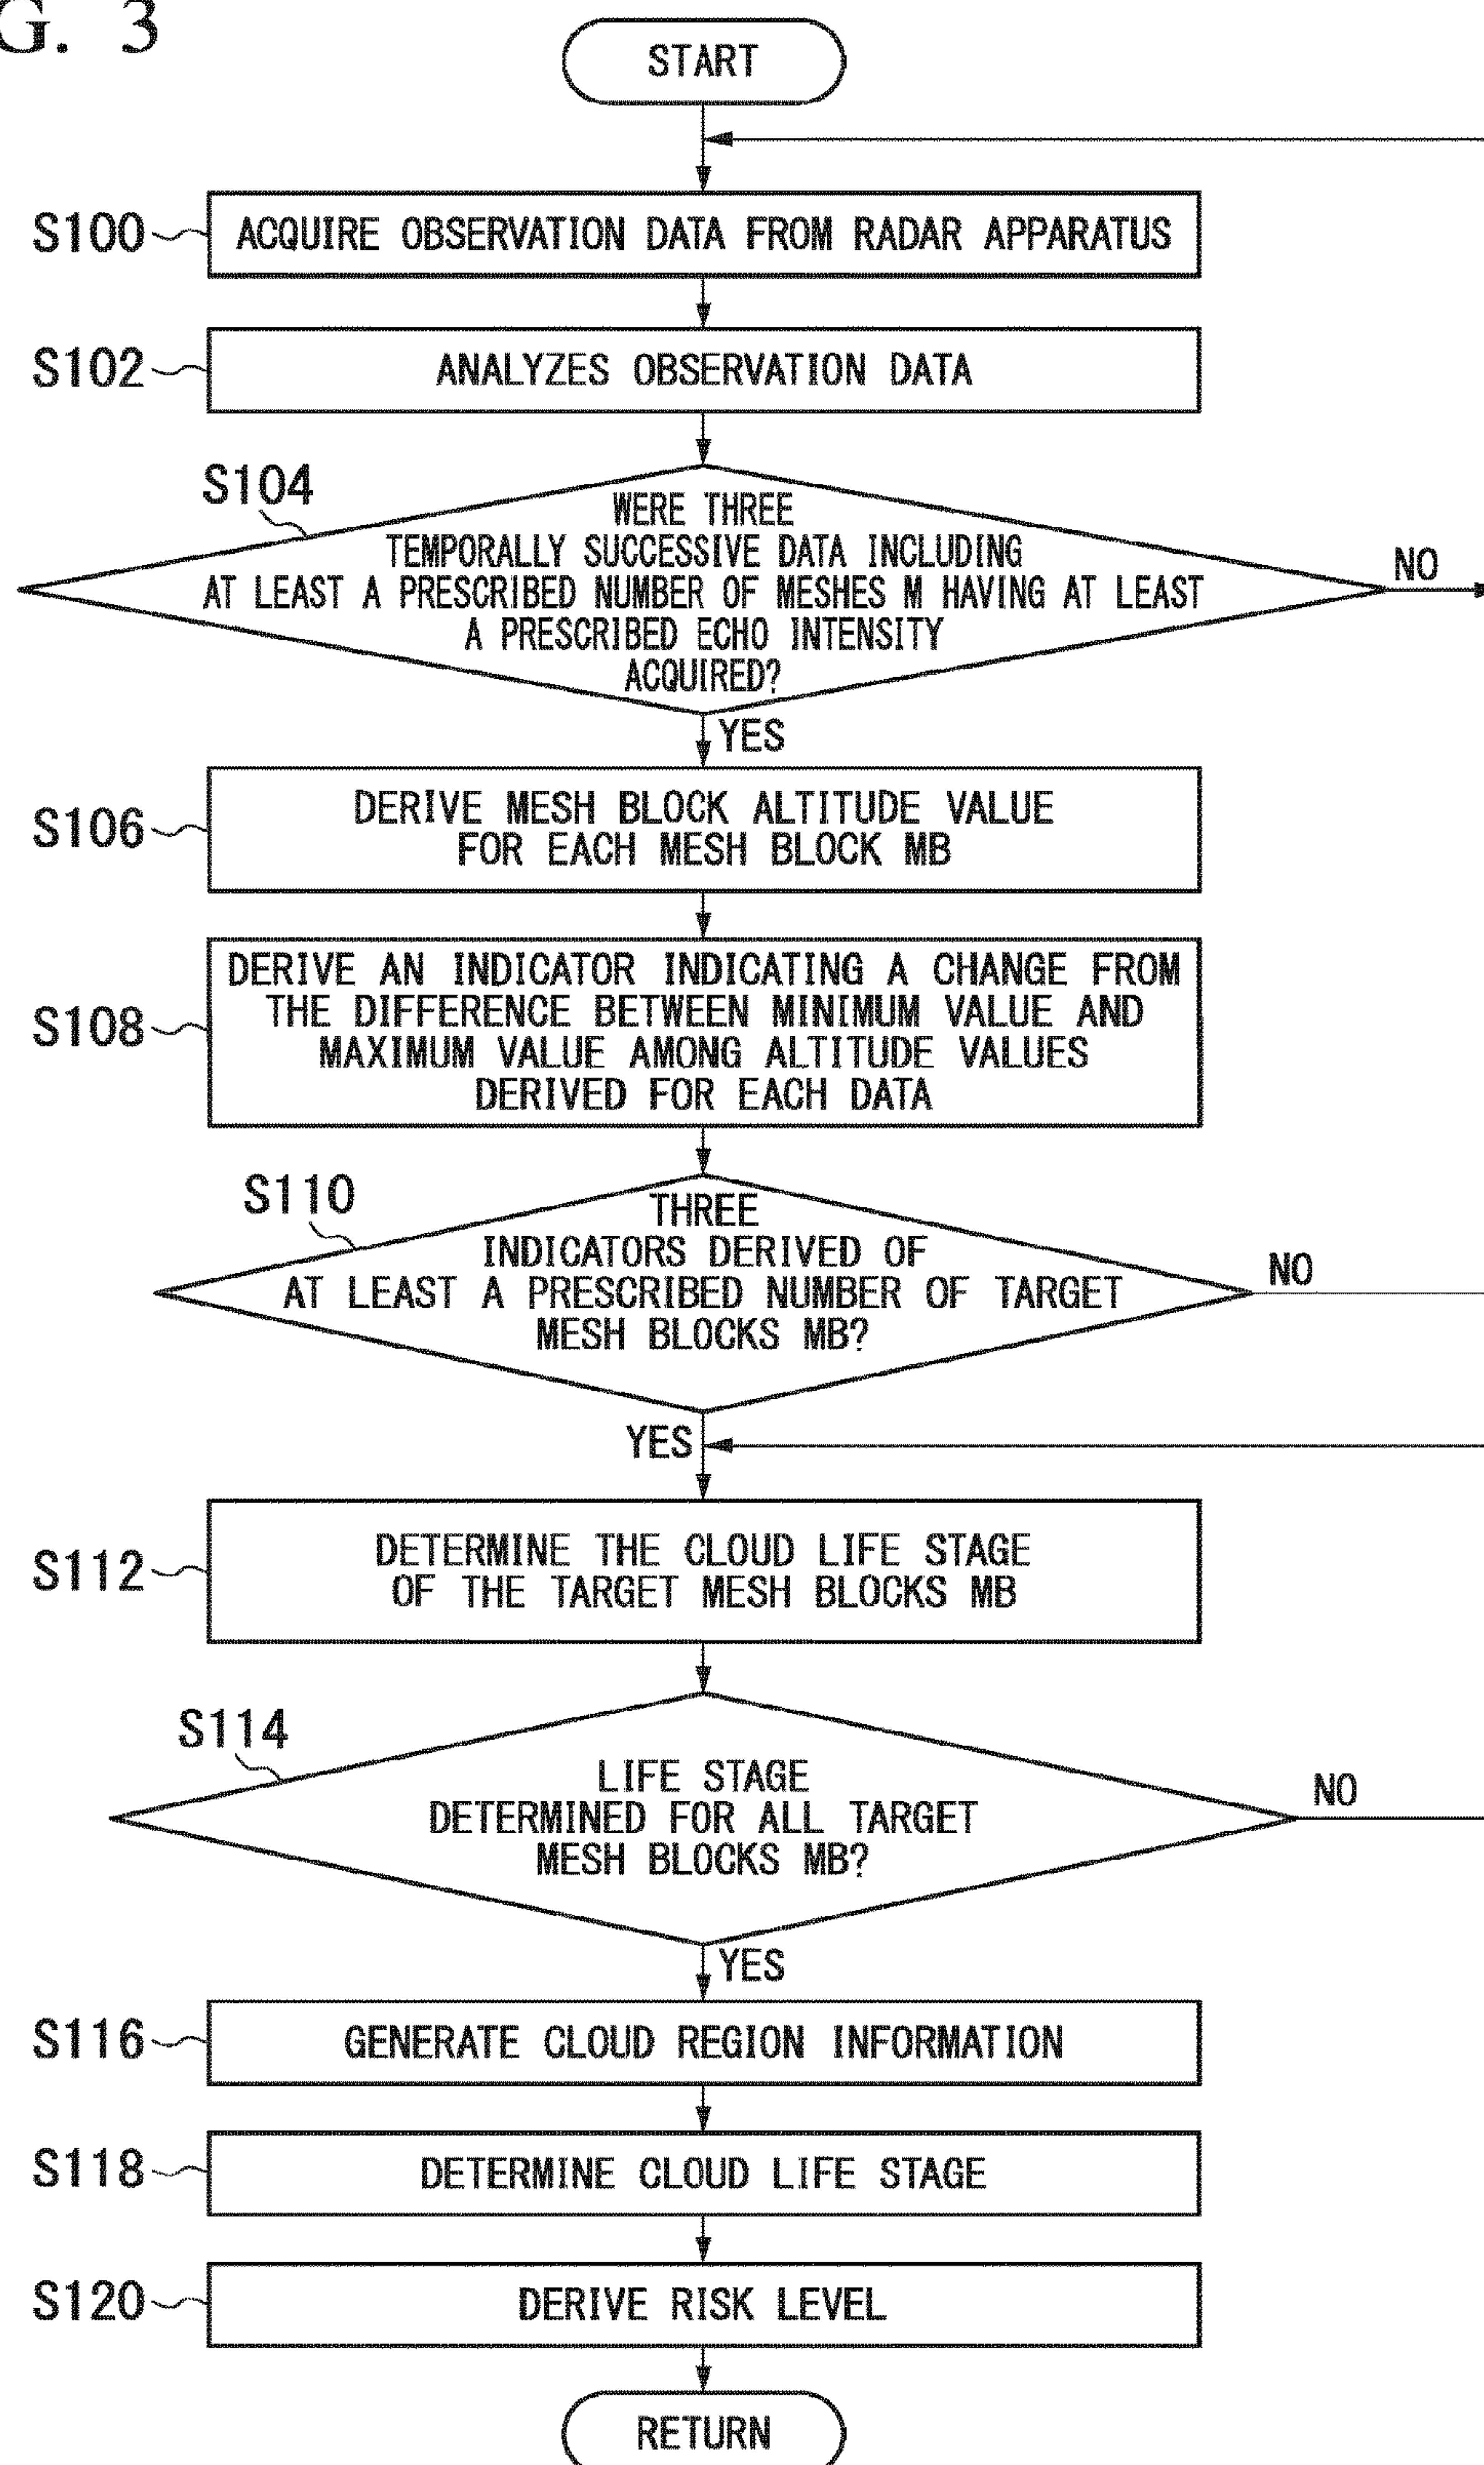 G. 3
START
S100
ACQUIRE OBSERVATION DATA FROM RADAR APPARATUS
S102
ANALYZES OBSERVATION DATA
S104
WERE THREE
TEMPORALLY SUCCESSIVE DATA INCLUDING
AT LEAST A PRESCRIBED NUMBER OF MESHES M HAVING AT LEAST
A PRESCRIBED ECHO INTENSITY
ACQUIRED?
NO
YES
S106
DERIVE MESH BLOCK ALTITUDE VALUE
FOR EACH MESH BLOCK MB
S108
DERIVE AN INDICATOR INDICATING A CHANGE FROM
THE DIFFERENCE BETWEEN MINIMUM VALUE AND
MAXIMUM VALUE AMONG ALTITUDE VALUES
DERIVED FOR EACH DATA
S110
THREE
INDICATORS DERIVED OF
AT LEAST A PRESCRIBED NUMBER OF TARGET
MESH BLOCKS MB?
NO
YES
S112
DETERMINE THE CLOUD LIFE STAGE
OF THE TARGET MESH BLOCKS MB
S114
LIFE STAGE
DETERMINED FOR ALL TARGET
MESH BLOCKS MB?
NO
YES
S116
GENERATE CLOUD REGION INFORMATION
S118
DETERMINE CLOUD LIFE STAGE
S120
DERIVE RISK LEVEL
RETURN